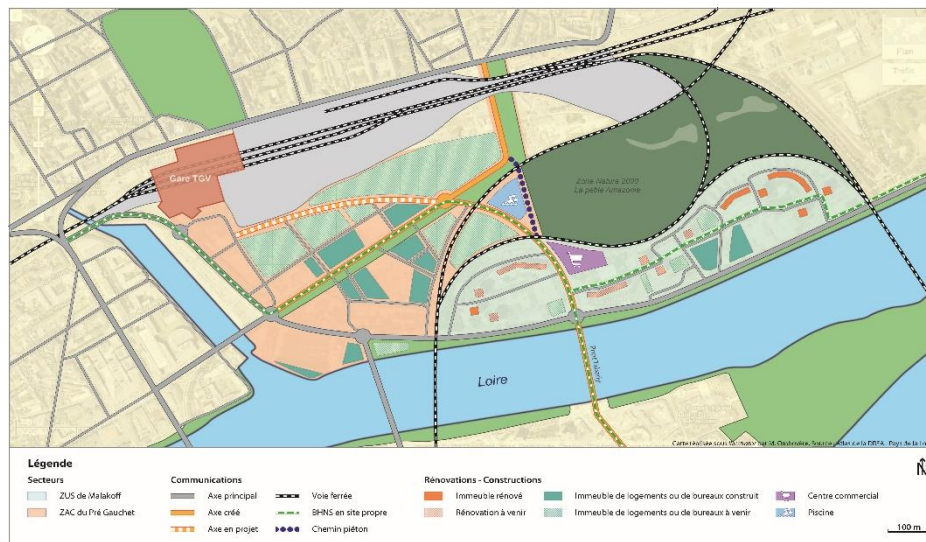 Plan
Trafic
Gare TGV
Zone Natura 2000
La petite Amazonie
Loire
Pont Tabarly
Légende
Secteurs
ZUS de Malakoff
ZAC du Pré Gauchet
Communications
Axe principal
Axe créé
Axe en projet
Voie ferrée
BHNS en site propre
Chemin piéton
Rénovations - Constructions
Immeuble rénové
Rénovation à venir
Immeuble de logements ou de bureaux construit
Immeuble de logements ou de bureaux à venir
Centre commercial
Piscine
N
100 m